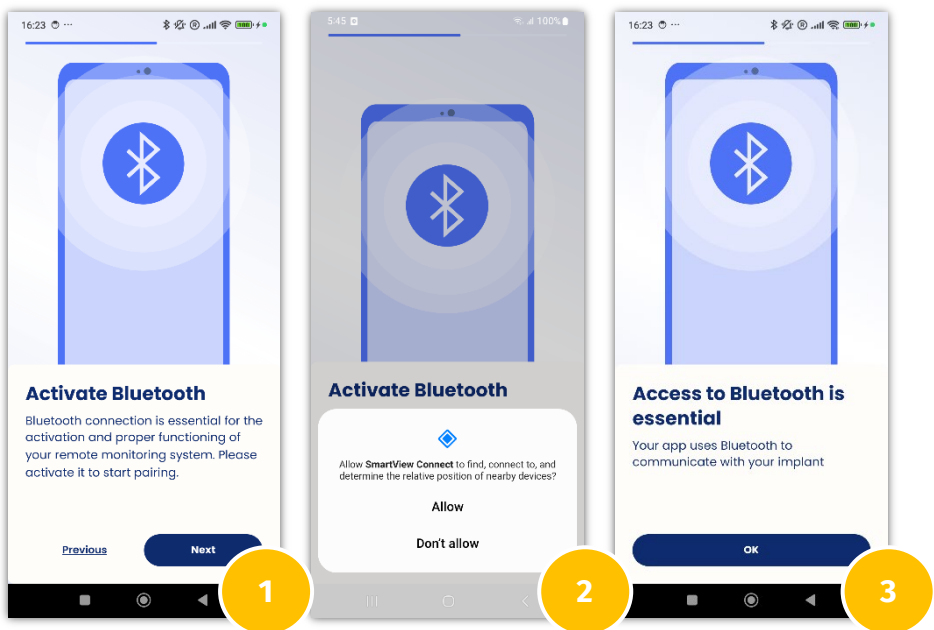 16:23
Activate Bluetooth
Bluetooth connection is essential for the
activation and proper functioning of
your remote monitoring system. Please
activate it to start pairing.
Previous
Next
1
5:45
100%
Activate Bluetooth
Allow SmartView Connect to find, connect to, and
determine the relative position of nearby devices?
Allow
Don't allow
2
16:23
Access to Bluetooth is
essential
Your app uses Bluetooth to
communicate with your implant
OK
3